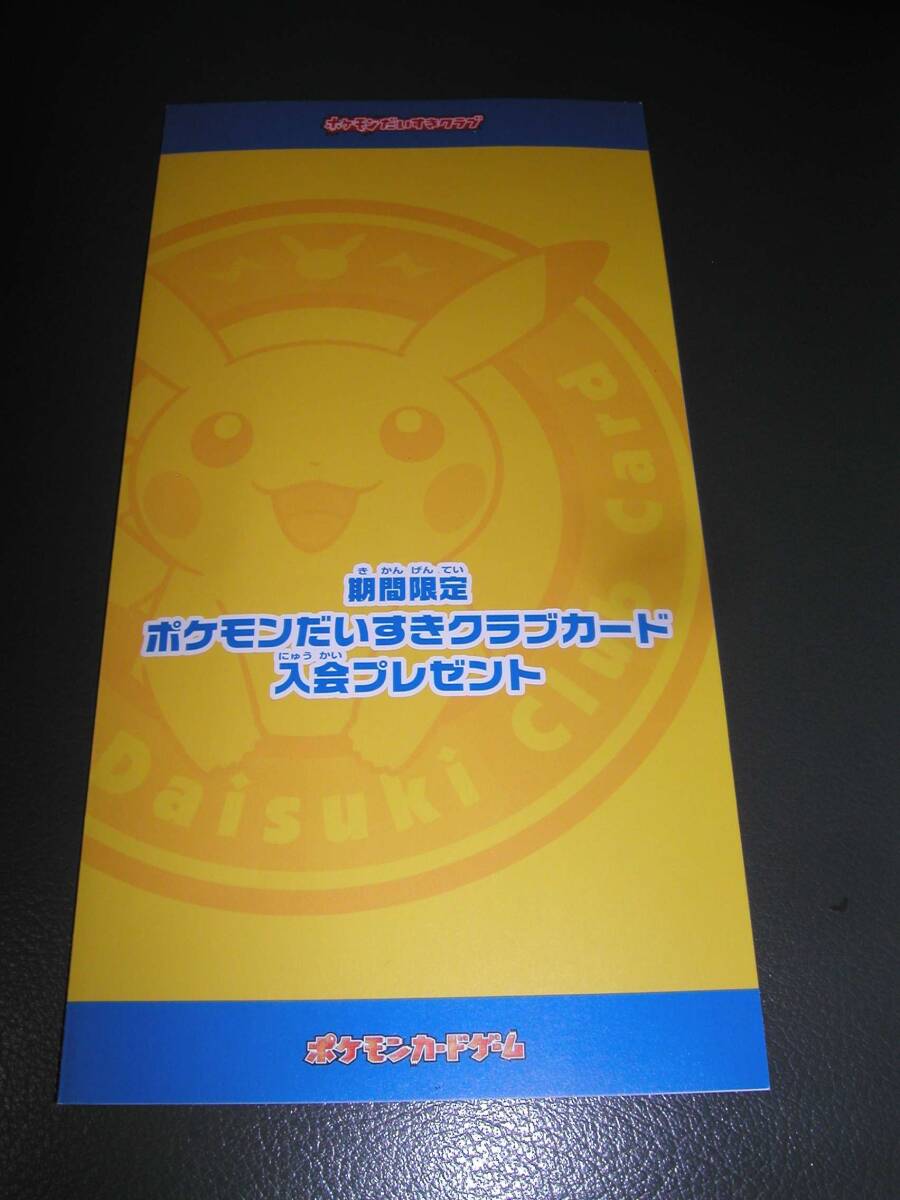 ポケモンだいすきクラブ
Card
きかんげんてい
期間限定
ポケモンだいすきクラブカード
にゅうかい
入会プレゼント
Daisuki Club
ポケモンカードゲーム